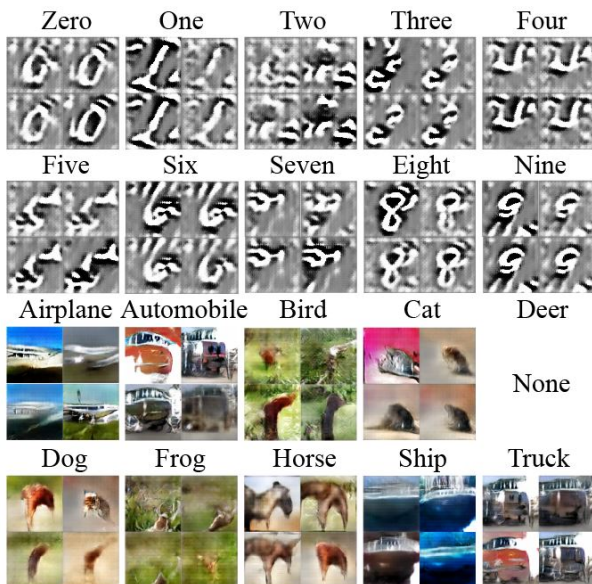 Zero One Two Three Four
Five Six Seven Eight Nine
Airplane Automobile Bird Cat Deer
None
Dog Frog Horse Ship Truck